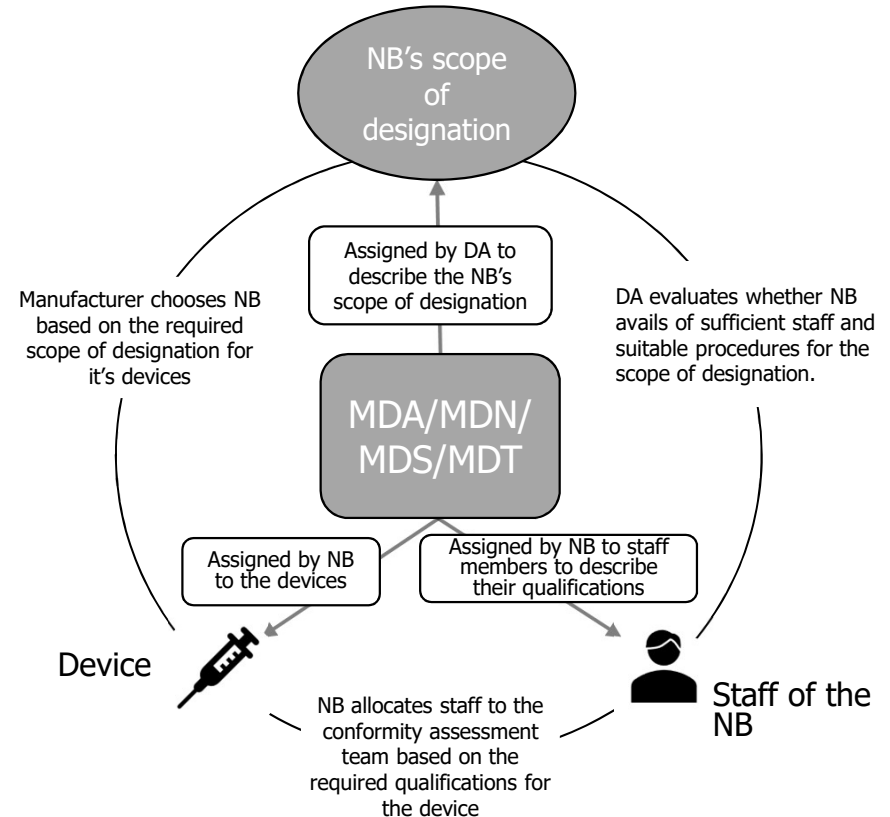 NB’s scope
of
designation
Assigned by DA to
describe the NB’s
scope of designation
Manufacturer chooses NB
based on the required
scope of designation for
it’s devices
DA evaluates whether NB
avails of sufficient staff and
suitable procedures for the
scope of designation.
MDA/MDN/
MDS/MDT
Assigned by NB
to the devices
Assigned by NB to staff
members to describe
their qualifications
Device
Staff of the
NB
NB allocates staff to the
conformity assessment
team based on the
required qualifications for
the device